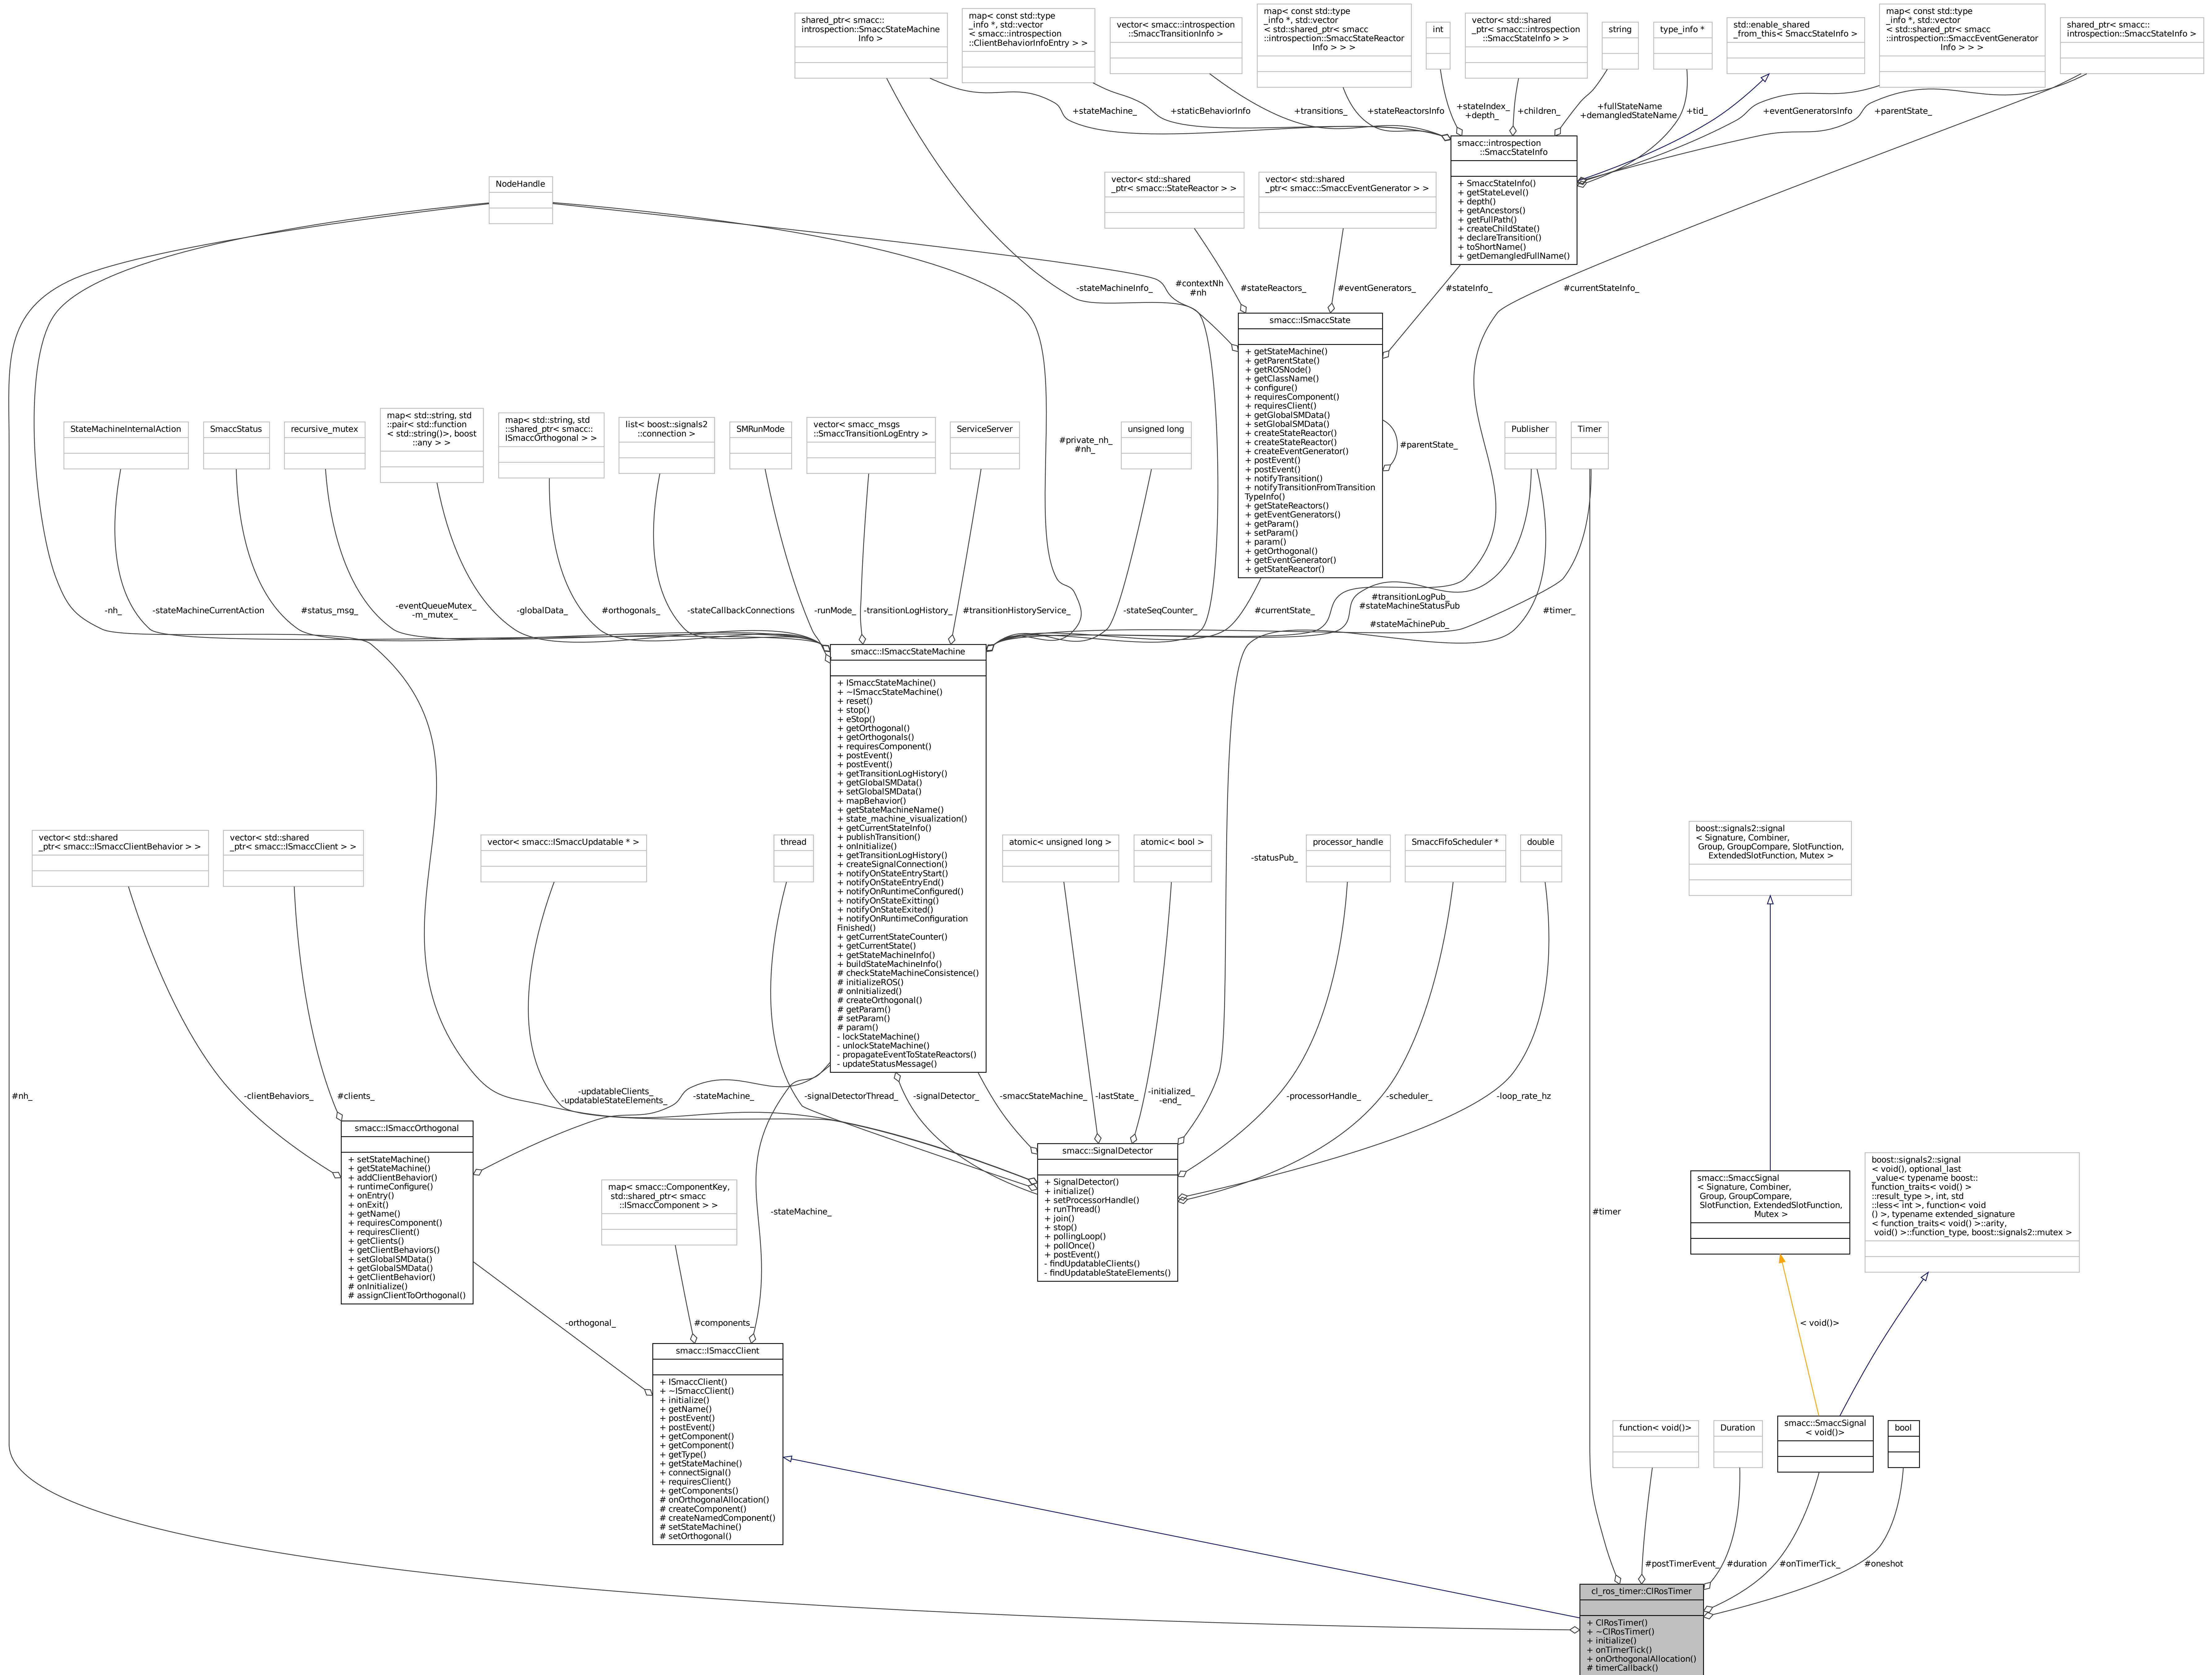 shared_ptr< smacc::
introspection::SmaccStateMachine
Info >
map< const std::type
_info *, std::vector
< smacc::introspection
::ClientBehaviorInfoEntry > >
vector< smacc::introspection
::SmaccTransitionInfo >
map< const std::type
_info *, std::vector
< std::shared_ptr< smacc
::introspection::SmaccStateReactor
Info > > >
int
vector< std::shared
_ptr< smacc::introspection
::SmaccStateInfo > >
string
type_info *
std::enable_shared
_from_this< SmaccStateInfo >
map< const std::type
_info *, std::vector
< std::shared_ptr< smacc
::introspection::SmaccEventGenerator
Info > > >
shared_ptr< smacc::
introspection::SmaccStateInfo >
+stateMachine_
+staticBehaviorInfo
+transitions_
+stateReactorsInfo
+stateIndex_
+depth_
+children_
+fullStateName
+demangledStateName
+tid_
+eventGeneratorsInfo
+parentState_
smacc::introspection
::SmaccStateInfo
+ SmaccStateInfo()
+ getStateLevel()
+ depth()
+ getAncestors()
+ getFullPath()
+ createChildState()
+ declareTransition()
+ toShortName()
+ getDemangledFullName()
NodeHandle
vector< std::shared
_ptr< smacc::StateReactor > >
vector< std::shared
_ptr< smacc::SmaccEventGenerator > >
-stateMachineInfo_
#contextNh
#nh
#stateReactors_
#eventGenerators_
#stateInfo_
#currentStateInfo_
smacc::ISmaccState
+ getStateMachine()
+ getParentState()
+ getROSNode()
+ getClassName()
+ configure()
+ requiresComponent()
+ requiresClient()
+ getGlobalSMData()
+ setGlobalSMData()
+ createStateReactor()
+ createStateReactor()
+ createEventGenerator()
+ postEvent()
+ postEvent()
+ notifyTransition()
+ notifyTransitionFromTransition
TypeInfo()
+ getStateReactors()
+ getEventGenerators()
+ getParam()
+ setParam()
+ param()
+ getOrthogonal()
+ getEventGenerator()
+ getStateReactor()
#parentState_
StateMachineInternalAction
SmaccStatus
recursive_mutex
map< std::string, std
::pair< std::function
< std::string()>, boost
::any > >
map< std::string, std
::shared_ptr< smacc::
ISmaccOrthogonal > >
list< boost::signals2
::connection >
SMRunMode
vector< smacc_msgs
::SmaccTransitionLogEntry >
ServiceServer
#private_nh_
#nh_
unsigned long
Publisher
Timer
-nh_
-stateMachineCurrentAction
#status_msg_
-eventQueueMutex_
-m_mutex_
-globalData_
#orthogonals_
-stateCallbackConnections
-runMode_
-transitionLogHistory_
#transitionHistoryService_
-stateSeqCounter_
#currentState_
#transitionLogPub_
#stateMachineStatusPub
_
#stateMachinePub_
#timer_
smacc::ISmaccStateMachine
+ ISmaccStateMachine()
+ ~ISmaccStateMachine()
+ reset()
+ stop()
+ eStop()
+ getOrthogonal()
+ getOrthogonals()
+ requiresComponent()
+ postEvent()
+ postEvent()
+ getTransitionLogHistory()
+ getGlobalSMData()
+ setGlobalSMData()
+ mapBehavior()
+ getStateMachineName()
+ state_machine_visualization()
+ getCurrentStateInfo()
+ publishTransition()
+ onInitialize()
+ getTransitionLogHistory()
+ createSignalConnection()
+ notifyOnStateEntryStart()
+ notifyOnStateEntryEnd()
+ notifyOnRuntimeConfigured()
+ notifyOnStateExitting()
+ notifyOnStateExited()
+ notifyOnRuntimeConfiguration
Finished()
+ getCurrentStateCounter()
+ getCurrentState()
+ getStateMachineInfo()
+ buildStateMachineInfo()
# checkStateMachineConsistence()
# initializeROS()
# onInitialized()
# createOrthogonal()
# getParam()
# setParam()
# param()
- lockStateMachine()
- unlockStateMachine()
- propagateEventToStateReactors()
- updateStatusMessage()
vector< std::shared
_ptr< smacc::ISmaccClientBehavior > >
vector< std::shared
_ptr< smacc::ISmaccClient > >
vector< smacc::ISmaccUpdatable * >
thread
atomic< unsigned long >
atomic< bool >
-statusPub_
processor_handle
SmaccFifoScheduler *
double
boost::signals2::signal
< Signature, Combiner,
Group, GroupCompare, SlotFunction,
ExtendedSlotFunction, Mutex >
#nh_
-clientBehaviors_
#clients_
-updatableClients_
-updatableStateElements_
-stateMachine_
-signalDetectorThread_
-signalDetector_
-smaccStateMachine_
-lastState_
-initialized_
-end_
-processorHandle_
-scheduler_
-loop_rate_hz
smacc::ISmaccOrthogonal
+ setStateMachine()
+ getStateMachine()
+ addClientBehavior()
+ runtimeConfigure()
+ onEntry()
+ onExit()
+ getName()
+ requiresComponent()
+ requiresClient()
+ getClients()
+ getClientBehaviors()
+ setGlobalSMData()
+ getGlobalSMData()
+ getClientBehavior()
# onInitialize()
# assignClientToOrthogonal()
smacc::SignalDetector
+ SignalDetector()
+ initialize()
+ setProcessorHandle()
+ runThread()
+ join()
+ stop()
+ pollingLoop()
+ pollOnce()
+ postEvent()
- findUpdatableClients()
- findUpdatableStateElements()
map< smacc::ComponentKey,
std::shared_ptr< smacc
::ISmaccComponent > >
-stateMachine_
#timer
smacc::SmaccSignal
< Signature, Combiner,
Group, GroupCompare,
SlotFunction, ExtendedSlotFunction,
Mutex >
boost::signals2::signal
< void(), optional_last
_value< typename boost::
function_traits< void() >
::result_type >, int, std
::less< int >, function< void
() >, typename extended_signature
< function_traits< void() >::arity,
void() >::function_type, boost::signals2::mutex >
-orthogonal_
#components_
< void()>
smacc::ISmaccClient
+ ISmaccClient()
+ ~ISmaccClient()
+ initialize()
+ getName()
+ postEvent()
+ postEvent()
+ getComponent()
+ getComponent()
+ getType()
+ getStateMachine()
+ connectSignal()
+ requiresClient()
+ getComponents()
# onOrthogonalAllocation()
# createComponent()
# createNamedComponent()
# setStateMachine()
# setOrthogonal()
function< void()>
Duration
smacc::SmaccSignal
< void()>
bool
#postTimerEvent_
#duration
#onTimerTick_
#oneshot
cl_ros_timer::ClRosTimer
+ ClRosTimer()
+ ~ClRosTimer()
+ initialize()
+ onTimerTick()
+ onOrthogonalAllocation()
# timerCallback()